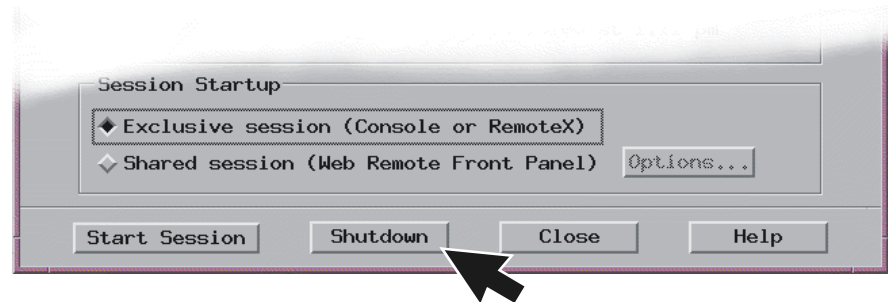 Session Startup
Exclusive session (Console or RemoteX)
Shared session (Web Remote Front Panel) Options...
Start Session Shutdown Close Help